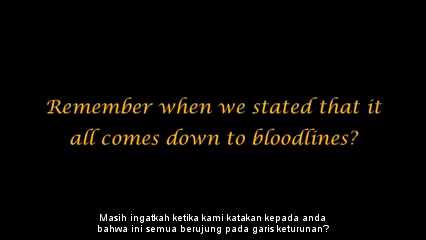 Remember when we stated that it
all comes down to bloodlines?
Masih ingatkah ketika kami katakan kepada anda
bahwa ini semua berujung pada garis keturunan?